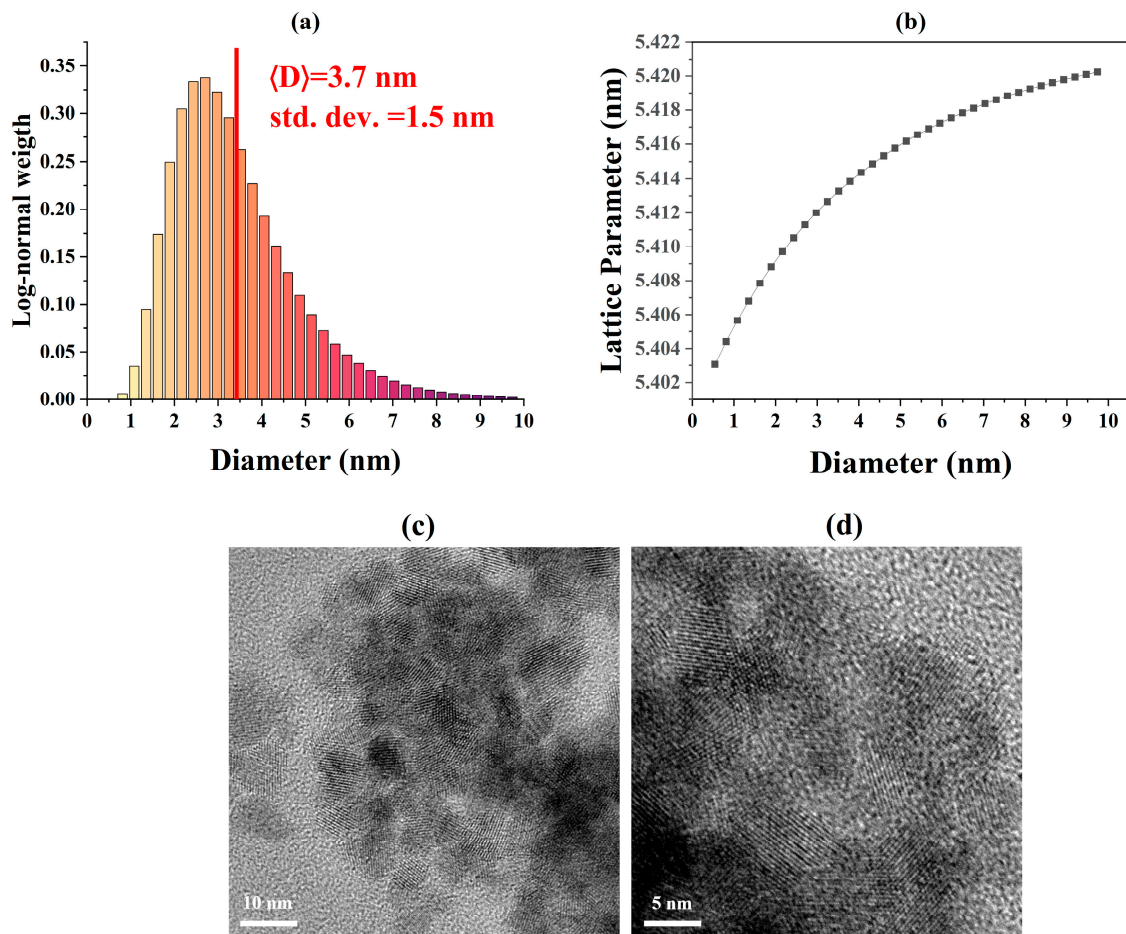 (a)
Log-normal weigth
0.35
0.30
0.25
0.20
0.15
0.10
0.05
0.00
⟨D⟩=3.7 nm
std. dev. =1.5 nm
0 1 2 3 4 5 6 7 8 9 10
Diameter (nm)
(b)
Lattice Parameter (nm)
5.422
5.420
5.418
5.416
5.414
5.412
5.410
5.408
5.406
5.404
5.402
0 1 2 3 4 5 6 7 8 9 10
Diameter (nm)
(c)
10 nm
(d)
5 nm